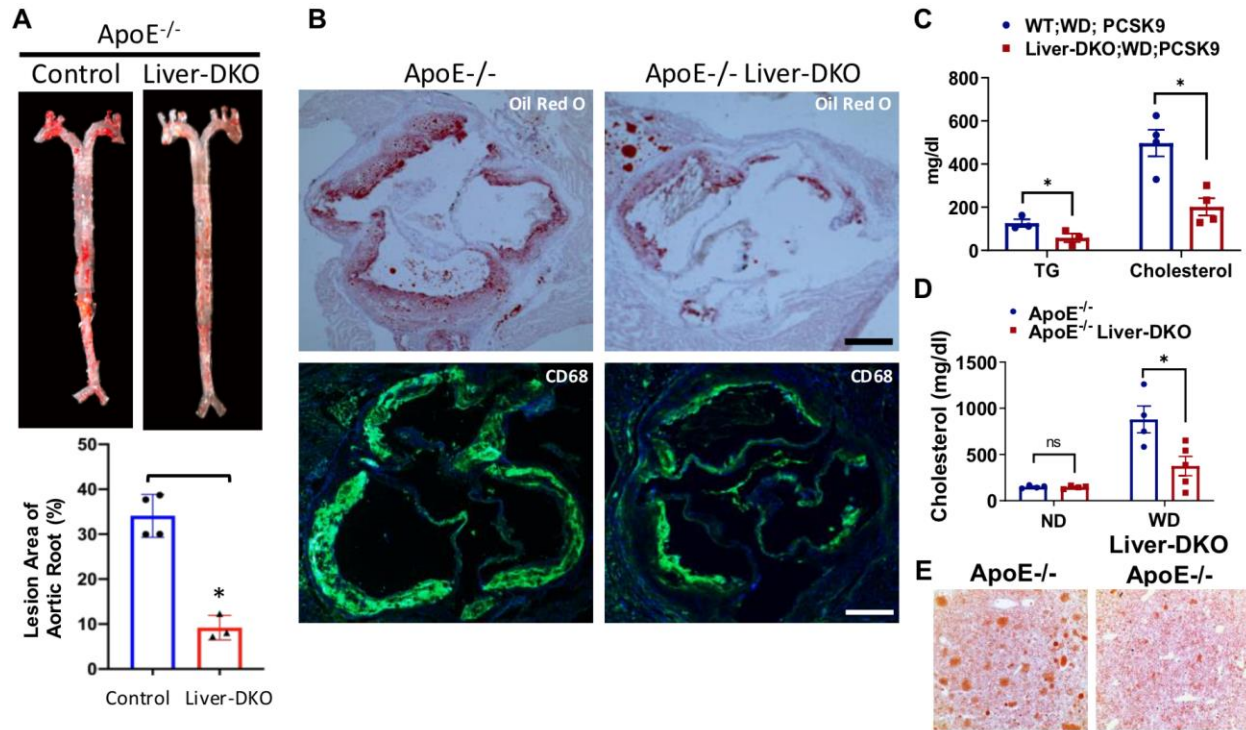 A
ApoE-/-
Control Liver-DKO
50
40
30
20
10
0
Lesion Area of
Aortic Root (%)
*
Control Liver-DKO
B
ApoE-/- ApoE-/- Liver-DKO
Oil Red O Oil Red O
CD68 CD68
C
WT;WD; PCSK9
Liver-DKO;WD;PCSK9
800
600
400
200
0
mg/dl
* *
TG Cholesterol
D
ApoE-/-
ApoE-/- Liver-DKO
1500
1000
500
0
Cholesterol (mg/dl)
ns *
ND WD
E
ApoE-/-
Liver-DKO
ApoE-/-